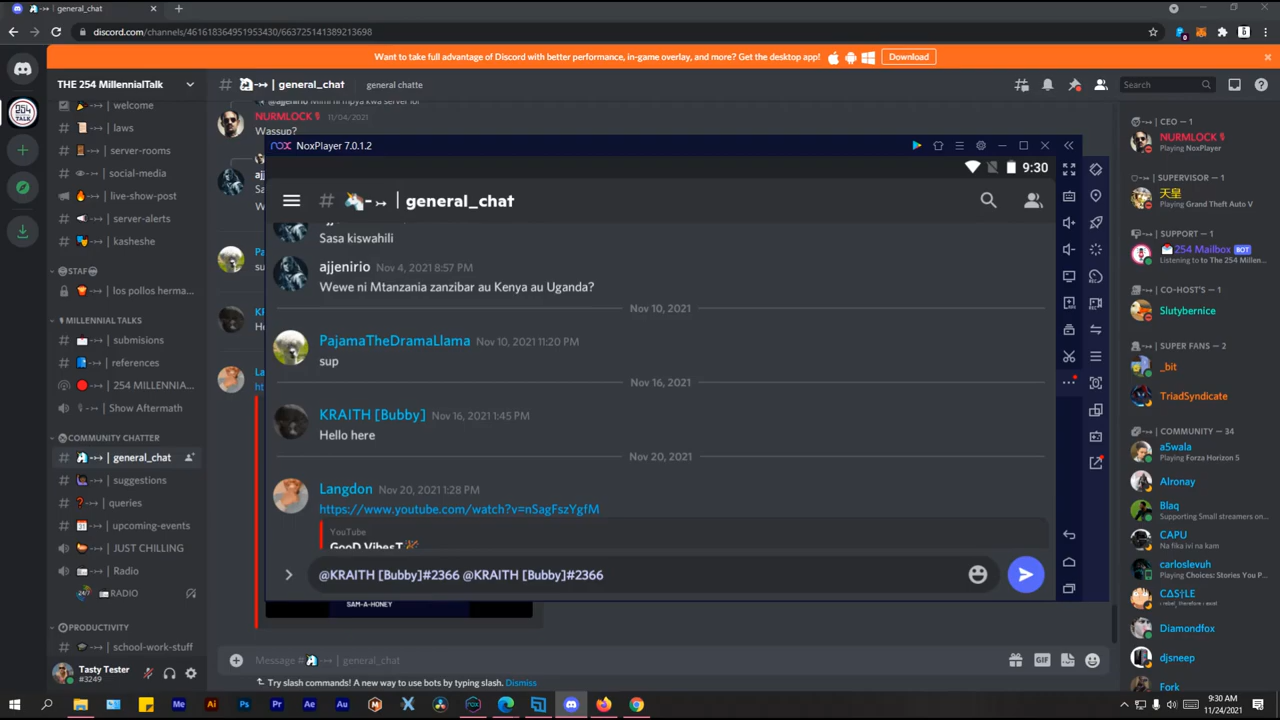 general_chat
discord.com/channels/461618364951953430/663725141389213698
Want to take full advantage of Discord with better performance, in-game overlay, and more? Get the desktop app!
Download
THE 254 MillennialTalk
| general_chat
general chatte
Search
welcome
laws
server-rooms
social-media
live-show-post
server-alerts
kasheshe
STAF
los pollos herma...
MILLENNIAL TALKS
submisions
references
254 MILLENNIA...
Show Aftermath
COMMUNITY CHATTER
general_chat
suggestions
queries
upcoming-events
JUST CHILLING
Radio
RADIO
PRODUCTIVITY
school-work-stuff
Tasty Tester
#3249
NURMLOCK
11/04/2021
Wassup?
NoxPlayer 7.0.1.2
9:30
# | general_chat
Sasa kiswahili
ajjenirio Nov 4, 2021 8:57 PM
Wewe ni Mtanzania zanzibar au Kenya au Uganda?
Nov 10, 2021
PajamaTheDramaLlama Nov 10, 2021 11:20 PM
sup
Nov 16, 2021
KRAITH [Bubby] Nov 16, 2021 1:45 PM
Hello here
Nov 20, 2021
Langdon Nov 20, 2021 1:28 PM
https://www.youtube.com/watch?v=nSagFszYgfM
YouTube
GooD VibesT
@KRAITH [Bubby]#2366 @KRAITH [Bubby]#2366
SAM-A-HONEY
Message # | general_chat
GIF
Try slash commands! A new way to use bots by typing slash. Dismiss
| CEO — 1
NURMLOCK
Playing NoxPlayer
| SUPERVISOR — 1
天皇
Playing Grand Theft Auto V
| SUPPORT — 1
254 Mailbox BOT
Listening to to The 254 Millen...
| CO-HOST'S — 1
Slutybernice
| SUPER FANS — 2
_bit
TriadSyndicate
| COMMUNITY — 34
a5wala
Playing Forza Horizon 5
Alronay
Blaq
Supporting Small streamers on...
CAPU
Na fika ivi na kam
carloslevuh
Playing Choices: Stories You P...
Diamondfox
djsneep
Fork
9:30 AM
11/24/2021